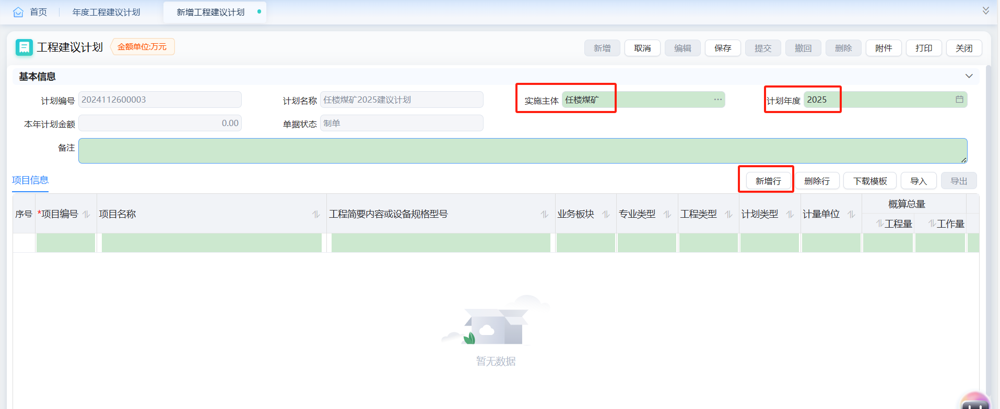 首页 年度工程建议计划 新增工程建议计划
工程建议计划 金额单位:万元 新增 取消 编辑 保存 提交 撤回 删除 附件 打印 关闭
基本信息
计划编号 2024112600003 计划名称 任楼煤矿2025建议计划 实施主体 任楼煤矿 ··· 计划年度 2025
本年计划金额 0.00 单据状态 制单
备注
项目信息 新增行 删除行 下载模板 导入 导出
概算总量
序号 *项目编号 项目名称 工程简要内容或设备规格型号 业务板块 专业类型 工程类型 计划类型 计量单位
工程量 工作量
暂无数据